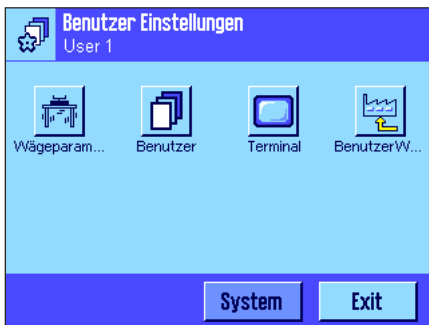 Benutzer Einstellungen
User 1
Wägeparam...
Benutzer
Terminal
BenutzerW...
System
Exit